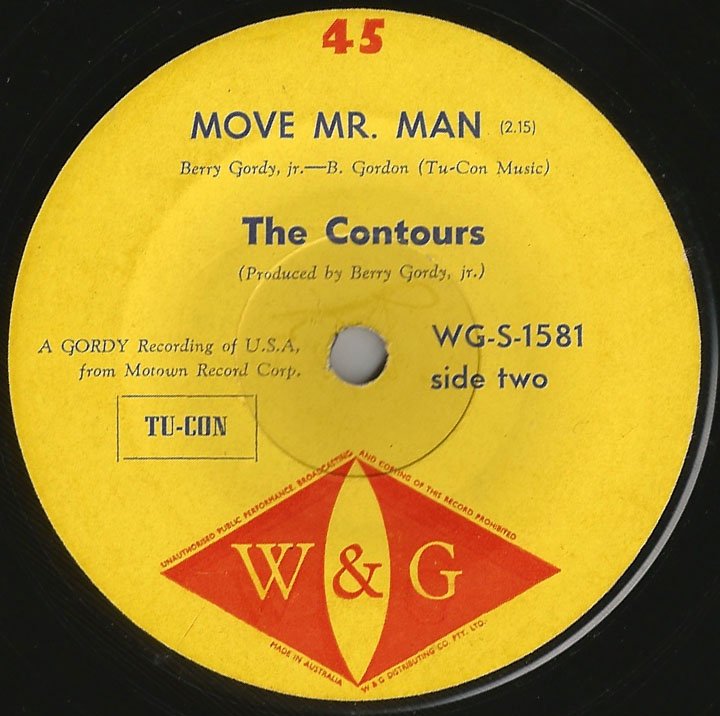 45
MOVE MR. MAN (2.15)
Berry Gordy, jr.—B. Gordon (Tu-Con Music)
The Contours
(Produced by Berry Gordy, jr.)
A GORDY Recording of U.S.A,
from Motown Record Corp.
WG-S-1581
side two
TU-CON
UNAUTHORISED PUBLIC PERFORMANCE BROADCASTING AND COPYING OF THIS RECORD PROHIBITED
W & G
MADE IN AUSTRALIA
W & G DISTRIBUTING CO. PTY. LTD.